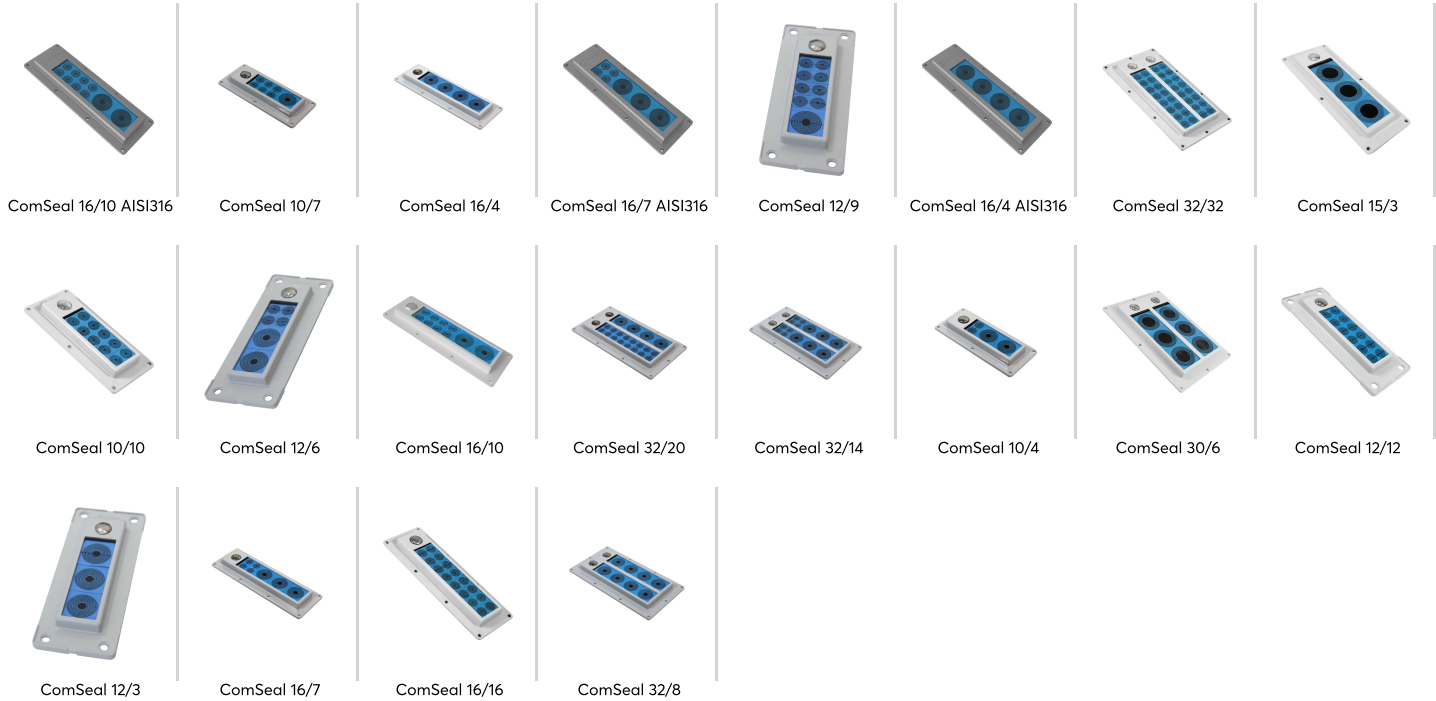 ComSeal 16/10 AISI316
ComSeal 10/7
ComSeal 16/4
ComSeal 16/7 AISI316
ComSeal 12/9
ComSeal 16/4 AISI316
ComSeal 32/32
ComSeal 15/3
ComSeal 10/10
ComSeal 12/6
ComSeal 16/10
ComSeal 32/20
ComSeal 32/14
ComSeal 10/4
ComSeal 30/6
ComSeal 12/12
ComSeal 12/3
ComSeal 16/7
ComSeal 16/16
ComSeal 32/8